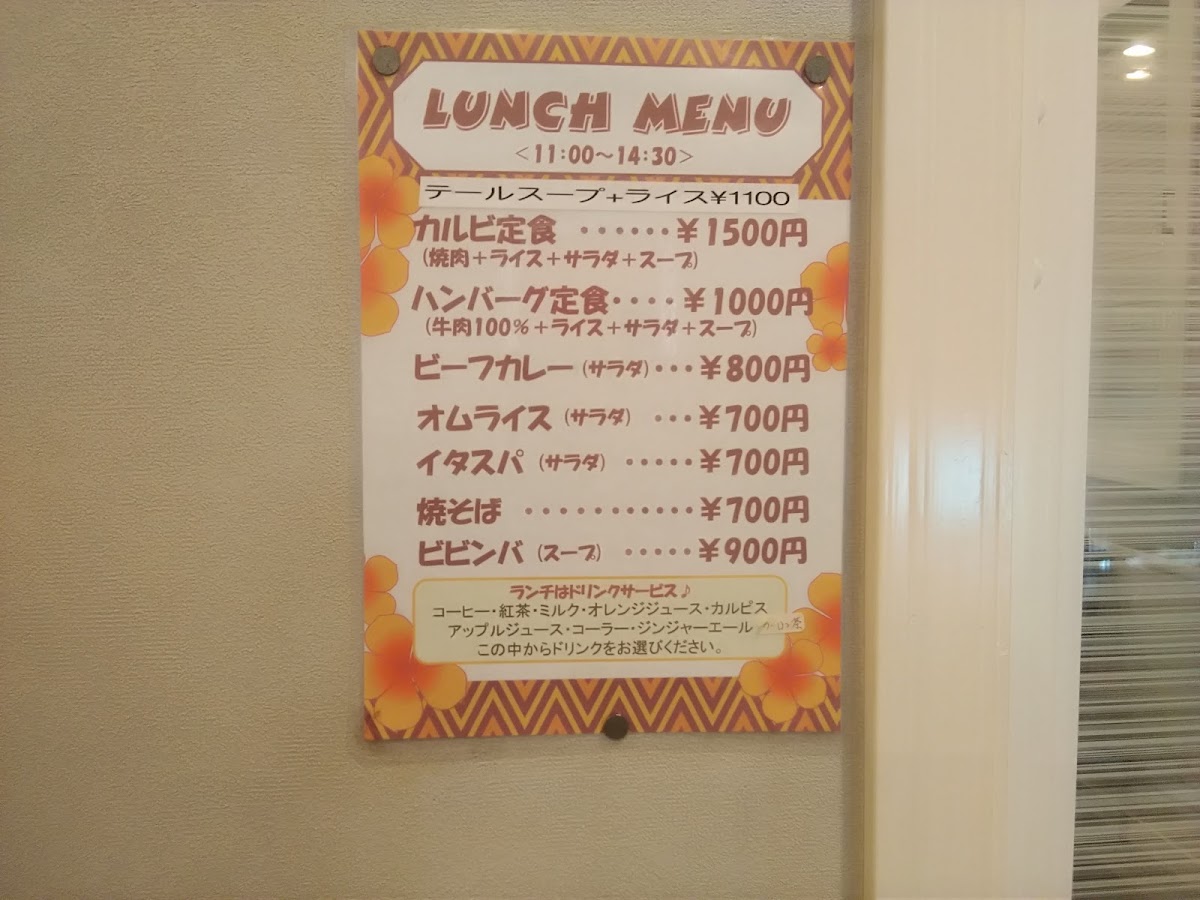 LUNCH MENU
<11:00~14:30>
テールスープ+ライス¥1100
カルビ定食 ・・・・・・¥1500円
(焼肉+ライス+サラダ+スープ)
ハンバーグ定食・・・・¥1000円
(牛肉100%+ライス+サラダ+スープ)
ビーフカレー(サラダ)・・・¥800円
オムライス(サラダ) ・・・¥700円
イタスパ(サラダ) ・・・・・¥700円
焼そば ・・・・・・・・・・・¥700円
ビビンバ(スープ) ・・・・・¥900円
ランチはドリンクサービス♪
コーヒー・紅茶・ミルク・オレンジジュース・カルピス
アップルジュース・コーラー・ジンジャーエール ウーロン茶
この中からドリンクをお選びください。